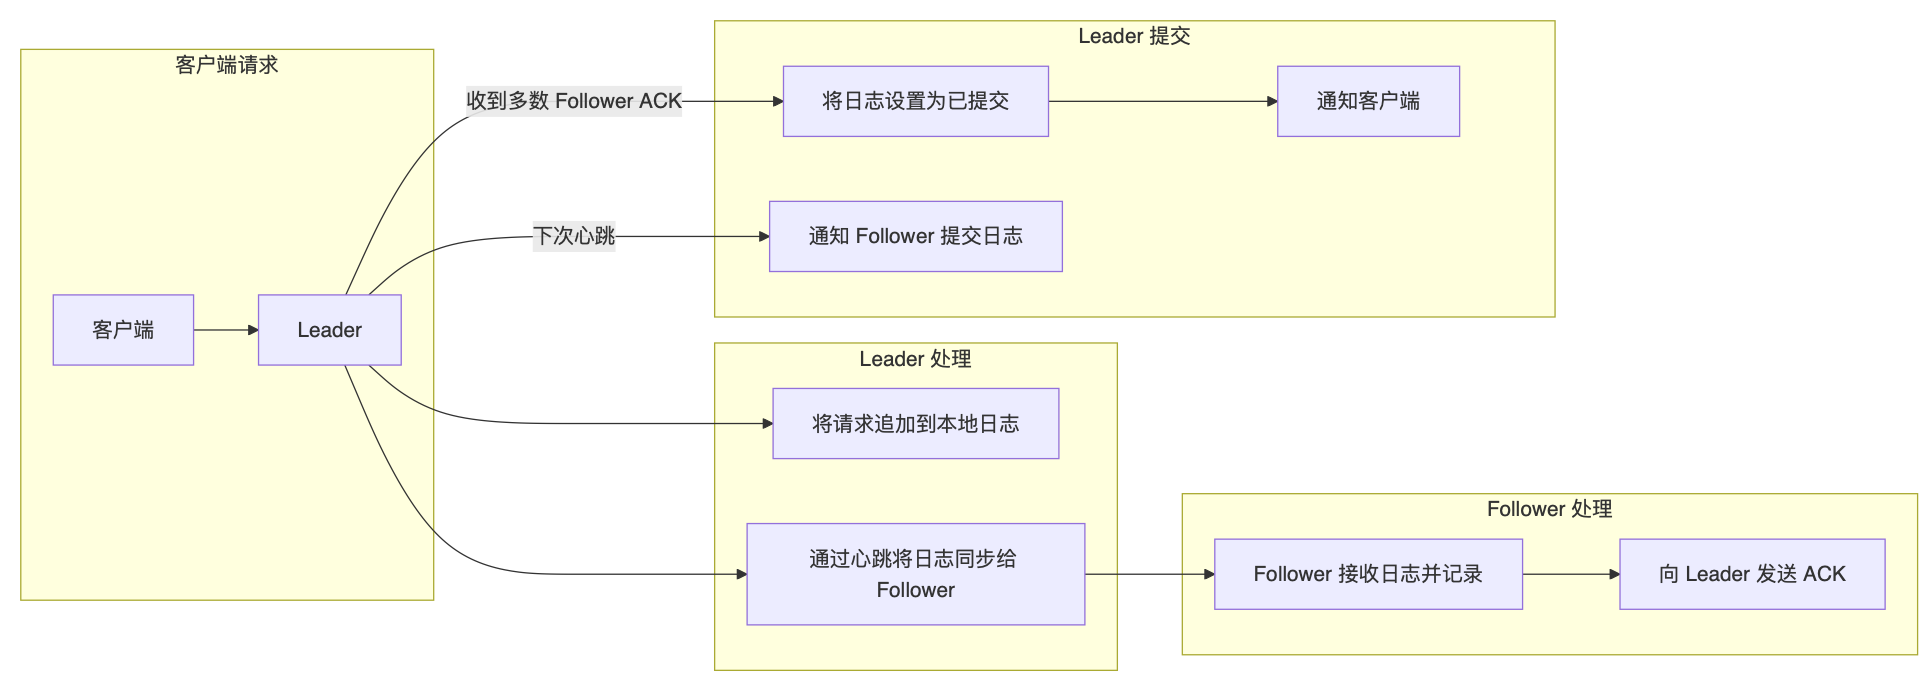 客户端请求
客户端
Leader
收到多数 Follower ACK
下次心跳
Leader 提交
将日志设置为已提交
通知客户端
通知 Follower 提交日志
Leader 处理
将请求追加到本地日志
通过心跳将日志同步给
Follower
Follower 处理
Follower 接收日志并记录
向 Leader 发送 ACK